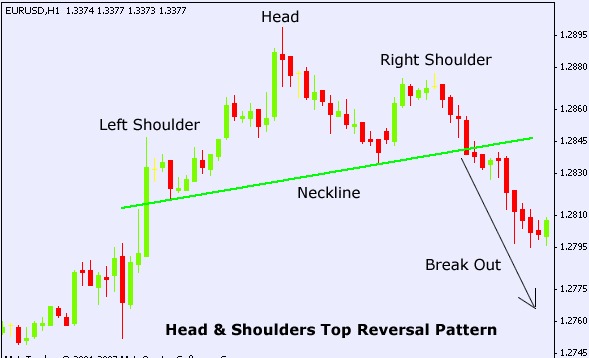 EURUSD,H1 1.3374 1.3377 1.3373 1.3377
Head
1.2895
Right Shoulder
1.2880
1.2860
Left Shoulder
1.2845
1.2830
Neckline
1.2810
Break Out
1.2795
1.2775
Head & Shoulders Top Reversal Pattern
1.2760
1.2745